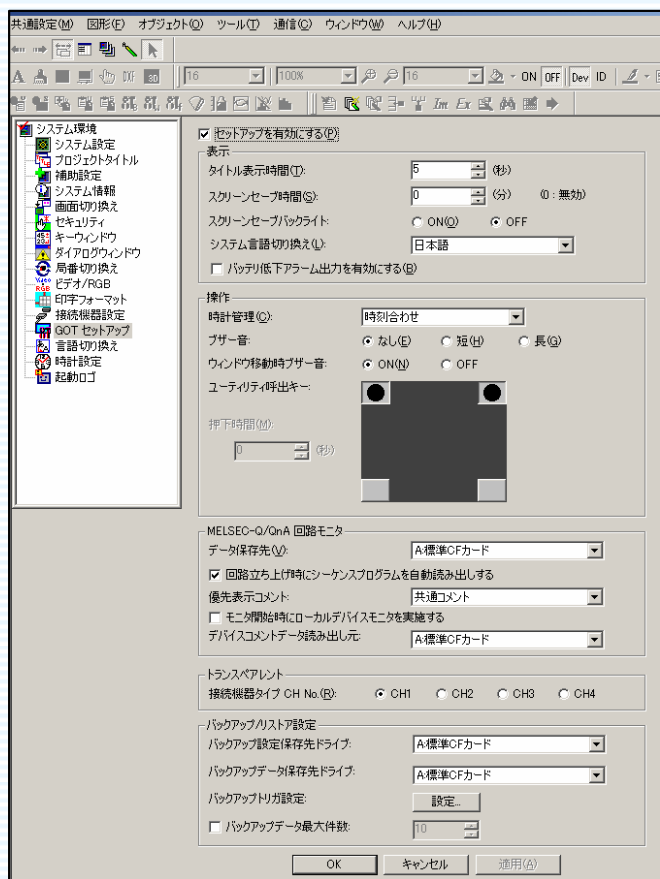 共通設定(M) 図形(F) オブジェクト(O) ツール(T) 通信(C) ウィンドウ(W) ヘルプ(H)
16 100% 16 ON OFF Dev ID
システム環境
システム設定
プロジェクトタイトル
補助設定
システム情報
画面切り換え
セキュリティ
キーウィンドウ
ダイアログウィンドウ
局番切り換え
ビデオ/RGB
印字フォーマット
接続機器設定
GOT セットアップ
言語切り換え
時計設定
起動ロゴ
セットアップを有効にする(P)
表示
タイトル表示時間(T): 5 (秒)
スクリーンセーブ時間(S): 0 (分) (0:無効)
スクリーンセーブバックライト: ON(O) OFF
システム言語切り換え(L): 日本語
バッテリ低下アラーム出力を有効にする(B)
操作
時計管理(C): 時刻合わせ
ブザー音: なし(E) 短(H) 長(G)
ウィンドウ移動時ブザー音: ON(N) OFF
ユーティリティ呼出キー:
押下時間(M):
0 (秒)
MELSEC-Q/QnA 回路モニタ
データ保存先(V): A:標準CFカード
回路立ち上げ時にシーケンスプログラムを自動読み出しする
優先表示コメント: 共通コメント
モニタ開始時にローカルデバイスモニタを実施する
デバイスコメントデータ読み出し元: A:標準CFカード
トランスペアレント
接続機器タイプ CH No.(R): CH1 CH2 CH3 CH4
バックアップ/リストア設定
バックアップ設定保存先ドライブ: A:標準CFカード
バックアップデータ保存先ドライブ: A:標準CFカード
バックアップトリガ設定: 設定...
バックアップデータ最大件数: 10
OK キャンセル 適用(A)